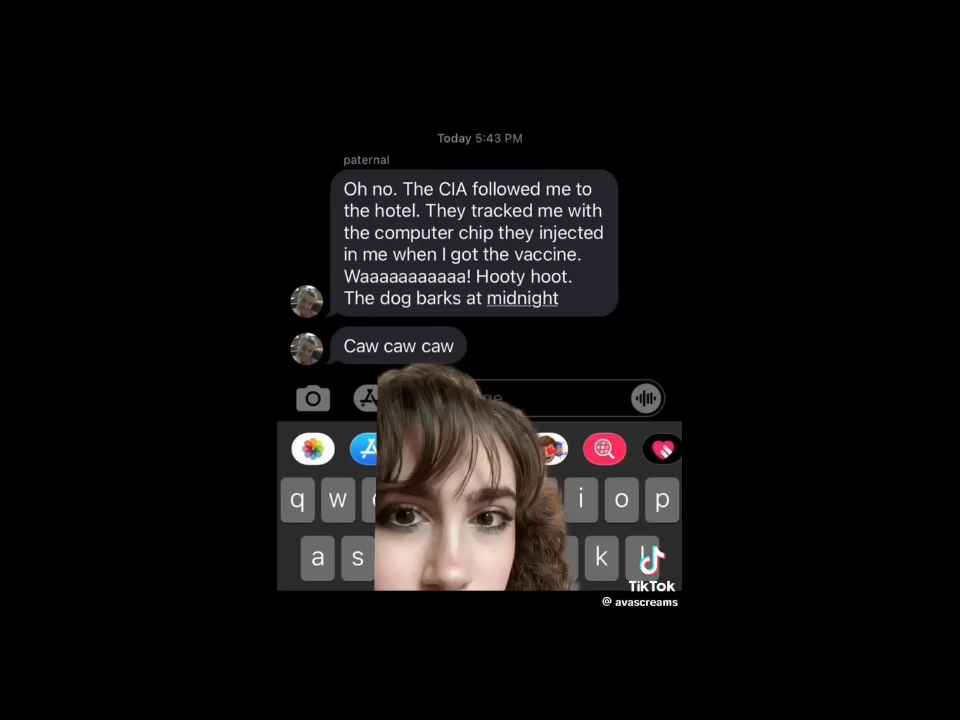 Today 5:43 PM
paternal
Oh no. The CIA followed me to
the hotel. They tracked me with
the computer chip they injected
in me when I got the vaccine.
Waaaaaaaaaaa! Hooty hoot.
The dog barks at midnight
Caw caw caw
q w i o p
a s k l
TikTok
@ avascreams